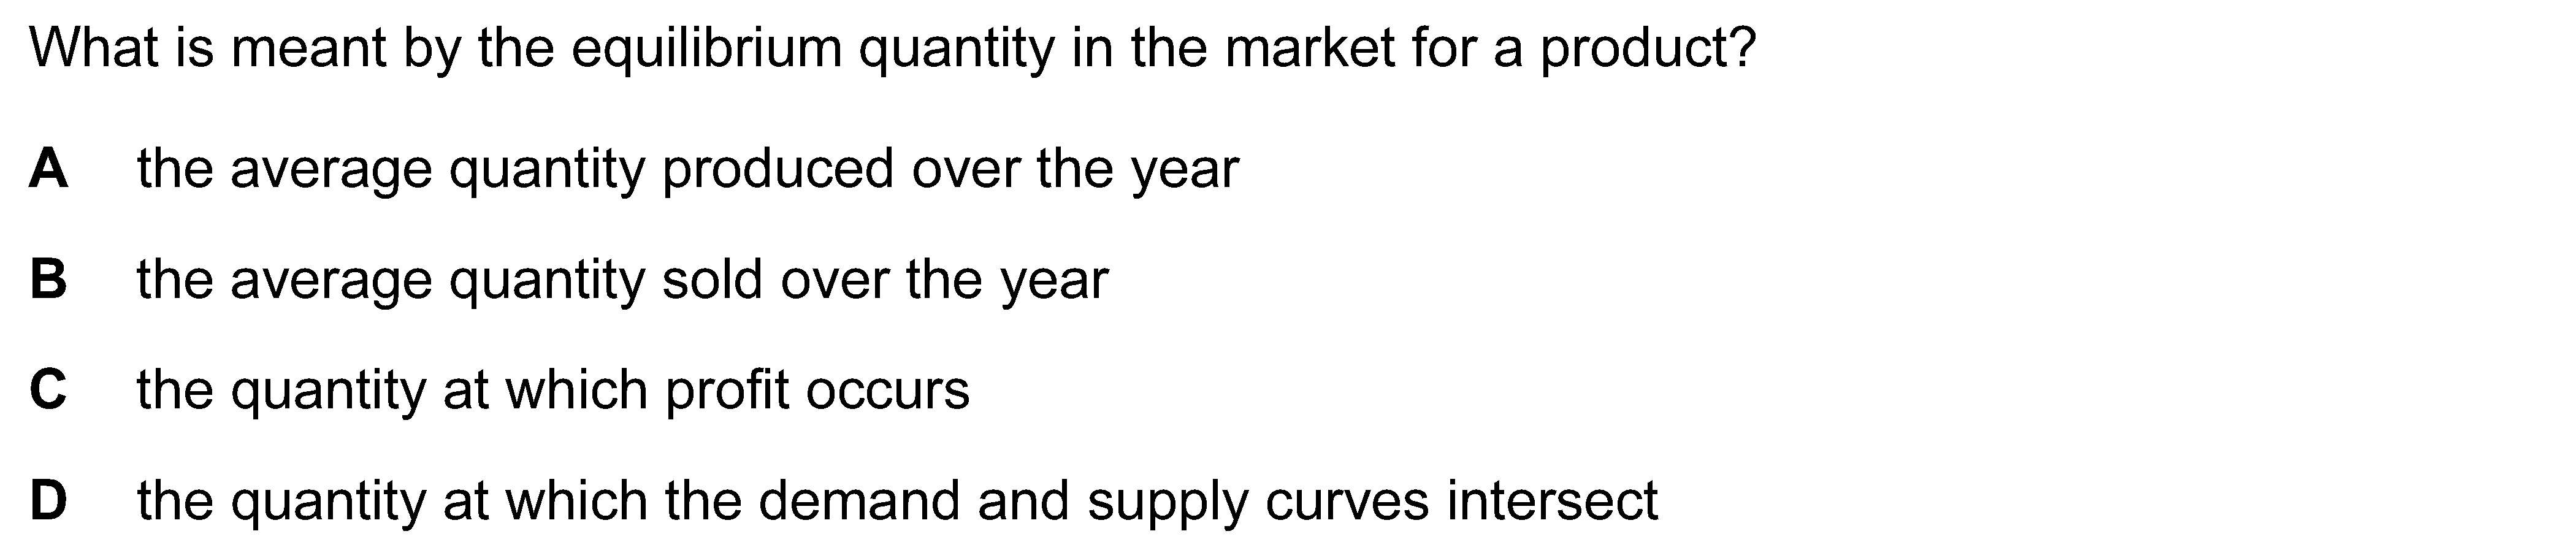 What is meant by the equilibrium quantity in the market for a product?
A the average quantity produced over the year
B the average quantity sold over the year
C the quantity at which profit occurs
D the quantity at which the demand and supply curves intersect